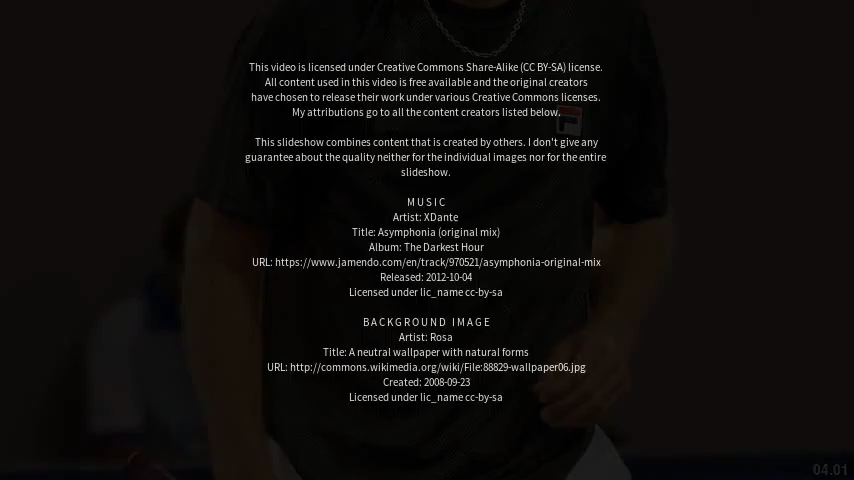 This video is licensed under Creative Commons Share-Alike (CC BY-SA) license.
All content used in this video is free available and the original creators
have chosen to release their work under various Creative Commons licenses.
My attributions go to all the content creators listed below.
This slideshow combines content that is created by others. I don't give any
guarantee about the quality neither for the individual images nor for the entire
slideshow.
MUSIC
Artist: XDante
Title: Asymphonia (original mix)
Album: The Darkest Hour
URL: https://www.jamendo.com/en/track/970521/asymphonia-original-mix
Released: 2012-10-04
Licensed under lic_name cc-by-sa
BACKGROUND IMAGE
Artist: Rosa
Title: A neutral wallpaper with natural forms
URL: http://commons.wikimedia.org/wiki/File:88829-wallpaper06.jpg
Created: 2008-09-23
Licensed under lic_name cc-by-sa
04.01